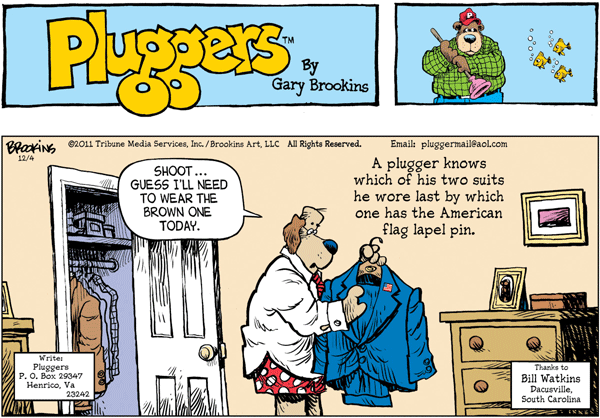 Pluggers™
By
Gary Brookins
P
BROOKINS
12/4
©2011 Tribune Media Services, Inc./Brookins Art, LLC All Rights Reserved. Email: pluggermail@aol.com
SHOOT...
GUESS I'LL NEED
TO WEAR THE
BROWN ONE
TODAY.
A plugger knows
which of his two suits
he wore last by which
one has the American
flag lapel pin.
Write:
Pluggers
P. O. Box 29347
Henrico, Va
23242
Thanks to
Bill Watkins
Dacusville,
South Carolina